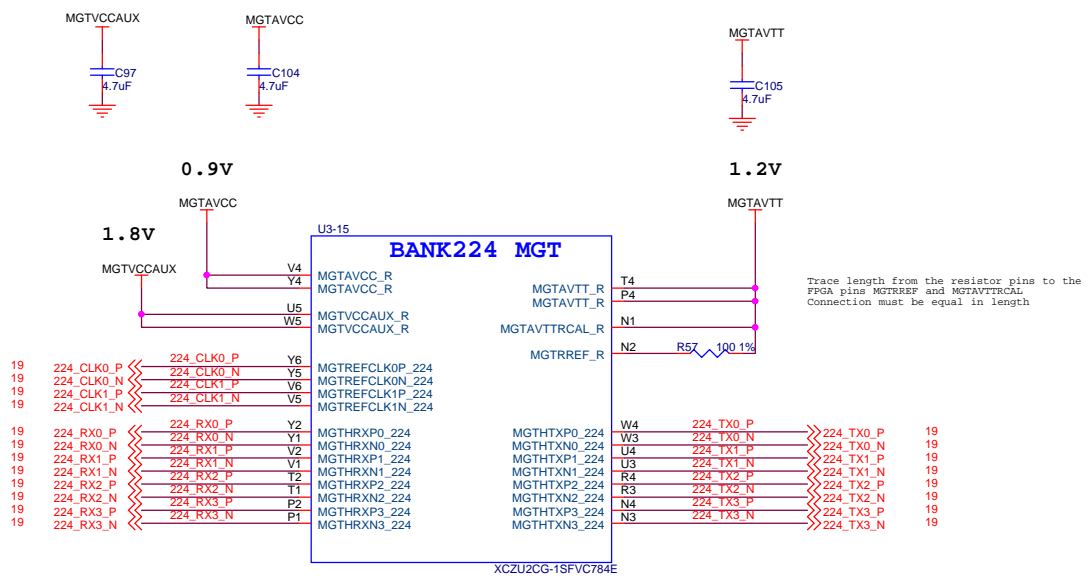 MGTVCCAUX
MGTAVCC
MGTAVTT
C97
4.7uF
C104
4.7uF
C105
4.7uF
0.9V
1.2V
MGTAVCC
MGTAVTT
1.8V
MGTVCCAUX
U3-15
BANK224 MGT
V4 MGTAVCC_R
Y4 MGTAVCC_R
U5 MGTVCCAUX_R
W5 MGTVCCAUX_R
MGTAVTT_R T4
MGTAVTT_R P4
MGTAVTTRCAL_R N1
MGTRREF_R N2 R57 100 1%
Trace length from the resistor pins to the
FPGA pins MGTRREF and MGTAVTTRCAL
Connection must be equal in length
19 224_CLK0_P 224_CLK0_P Y6 MGTREFCLK0P_224
19 224_CLK0_N 224_CLK0_N Y5 MGTREFCLK0N_224
19 224_CLK1_P 224_CLK1_P V6 MGTREFCLK1P_224
19 224_CLK1_N 224_CLK1_N V5 MGTREFCLK1N_224
19 224_RX0_P 224_RX0_P Y2 MGTHRXP0_224 MGTHTXP0_224 W4 224_TX0_P 224_TX0_P 19
19 224_RX0_N 224_RX0_N Y1 MGTHRXN0_224 MGTHTXN0_224 W3 224_TX0_N 224_TX0_N 19
19 224_RX1_P 224_RX1_P V2 MGTHRXP1_224 MGTHTXP1_224 U4 224_TX1_P 224_TX1_P 19
19 224_RX1_N 224_RX1_N V1 MGTHRXN1_224 MGTHTXN1_224 U3 224_TX1_N 224_TX1_N 19
19 224_RX2_P 224_RX2_P T2 MGTHRXP2_224 MGTHTXP2_224 R4 224_TX2_P 224_TX2_P 19
19 224_RX2_N 224_RX2_N T1 MGTHRXN2_224 MGTHTXN2_224 R3 224_TX2_N 224_TX2_N 19
19 224_RX3_P 224_RX3_P P2 MGTHRXP3_224 MGTHTXP3_224 N4 224_TX3_P 224_TX3_P 19
19 224_RX3_N 224_RX3_N P1 MGTHRXN3_224 MGTHTXN3_224 N3 224_TX3_N 224_TX3_N 19
XCZU2CG-1SFVC784E